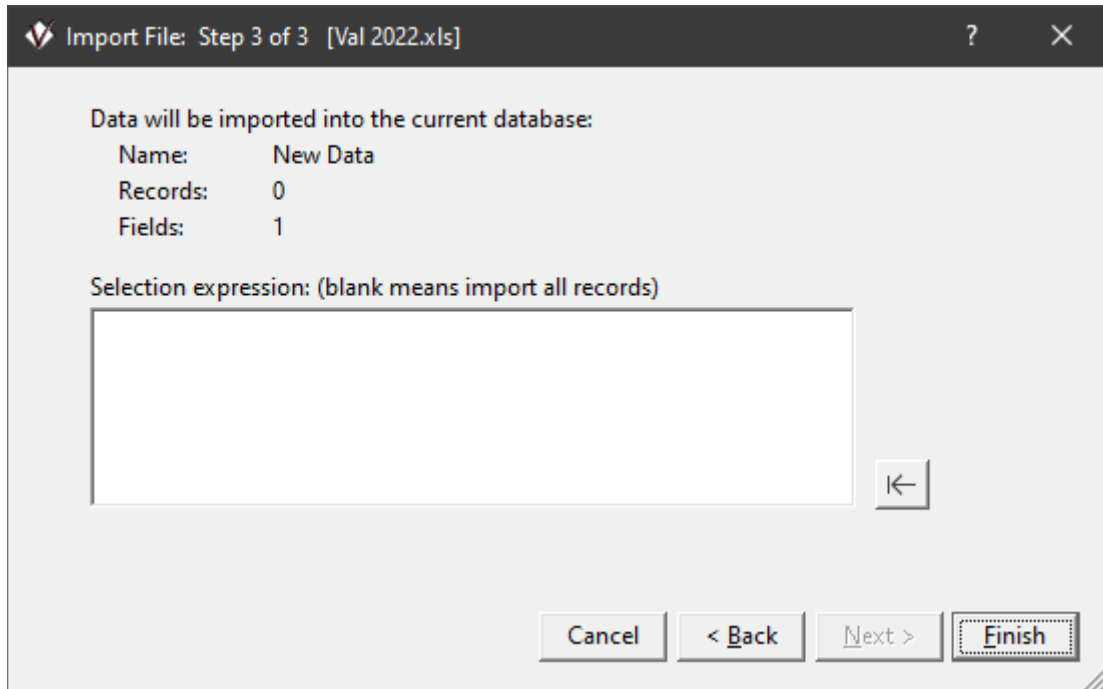 Import File: Step 3 of 3 [Val 2022.xls]
?
Data will be imported into the current database:
Name: New Data
Records: 0
Fields: 1
Selection expression: (blank means import all records)
Cancel < Back Next > Finish